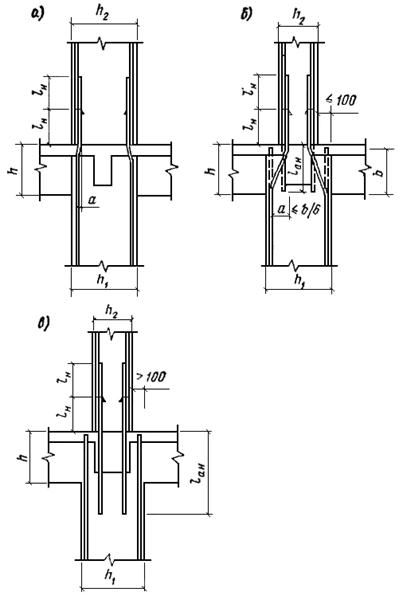 а)
h₂
lн
lн
h
a
h₁
б)
h₂
lн
lн
≤ 100
h
lан
b
a ≤ b/6
h₁
в)
h₂
lн
lн
> 100
h
lан
h₁